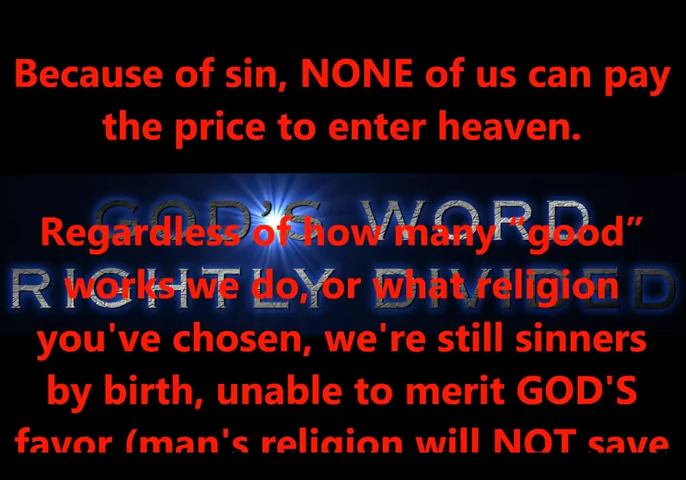 Because of sin, NONE of us can pay
the price to enter heaven.
GOD'S WORD
Regardless of how many “good”
RIGHTLY DIVIDED
works we do, or what religion
you've chosen, we're still sinners
by birth, unable to merit GOD'S
favor (man's religion will NOT save